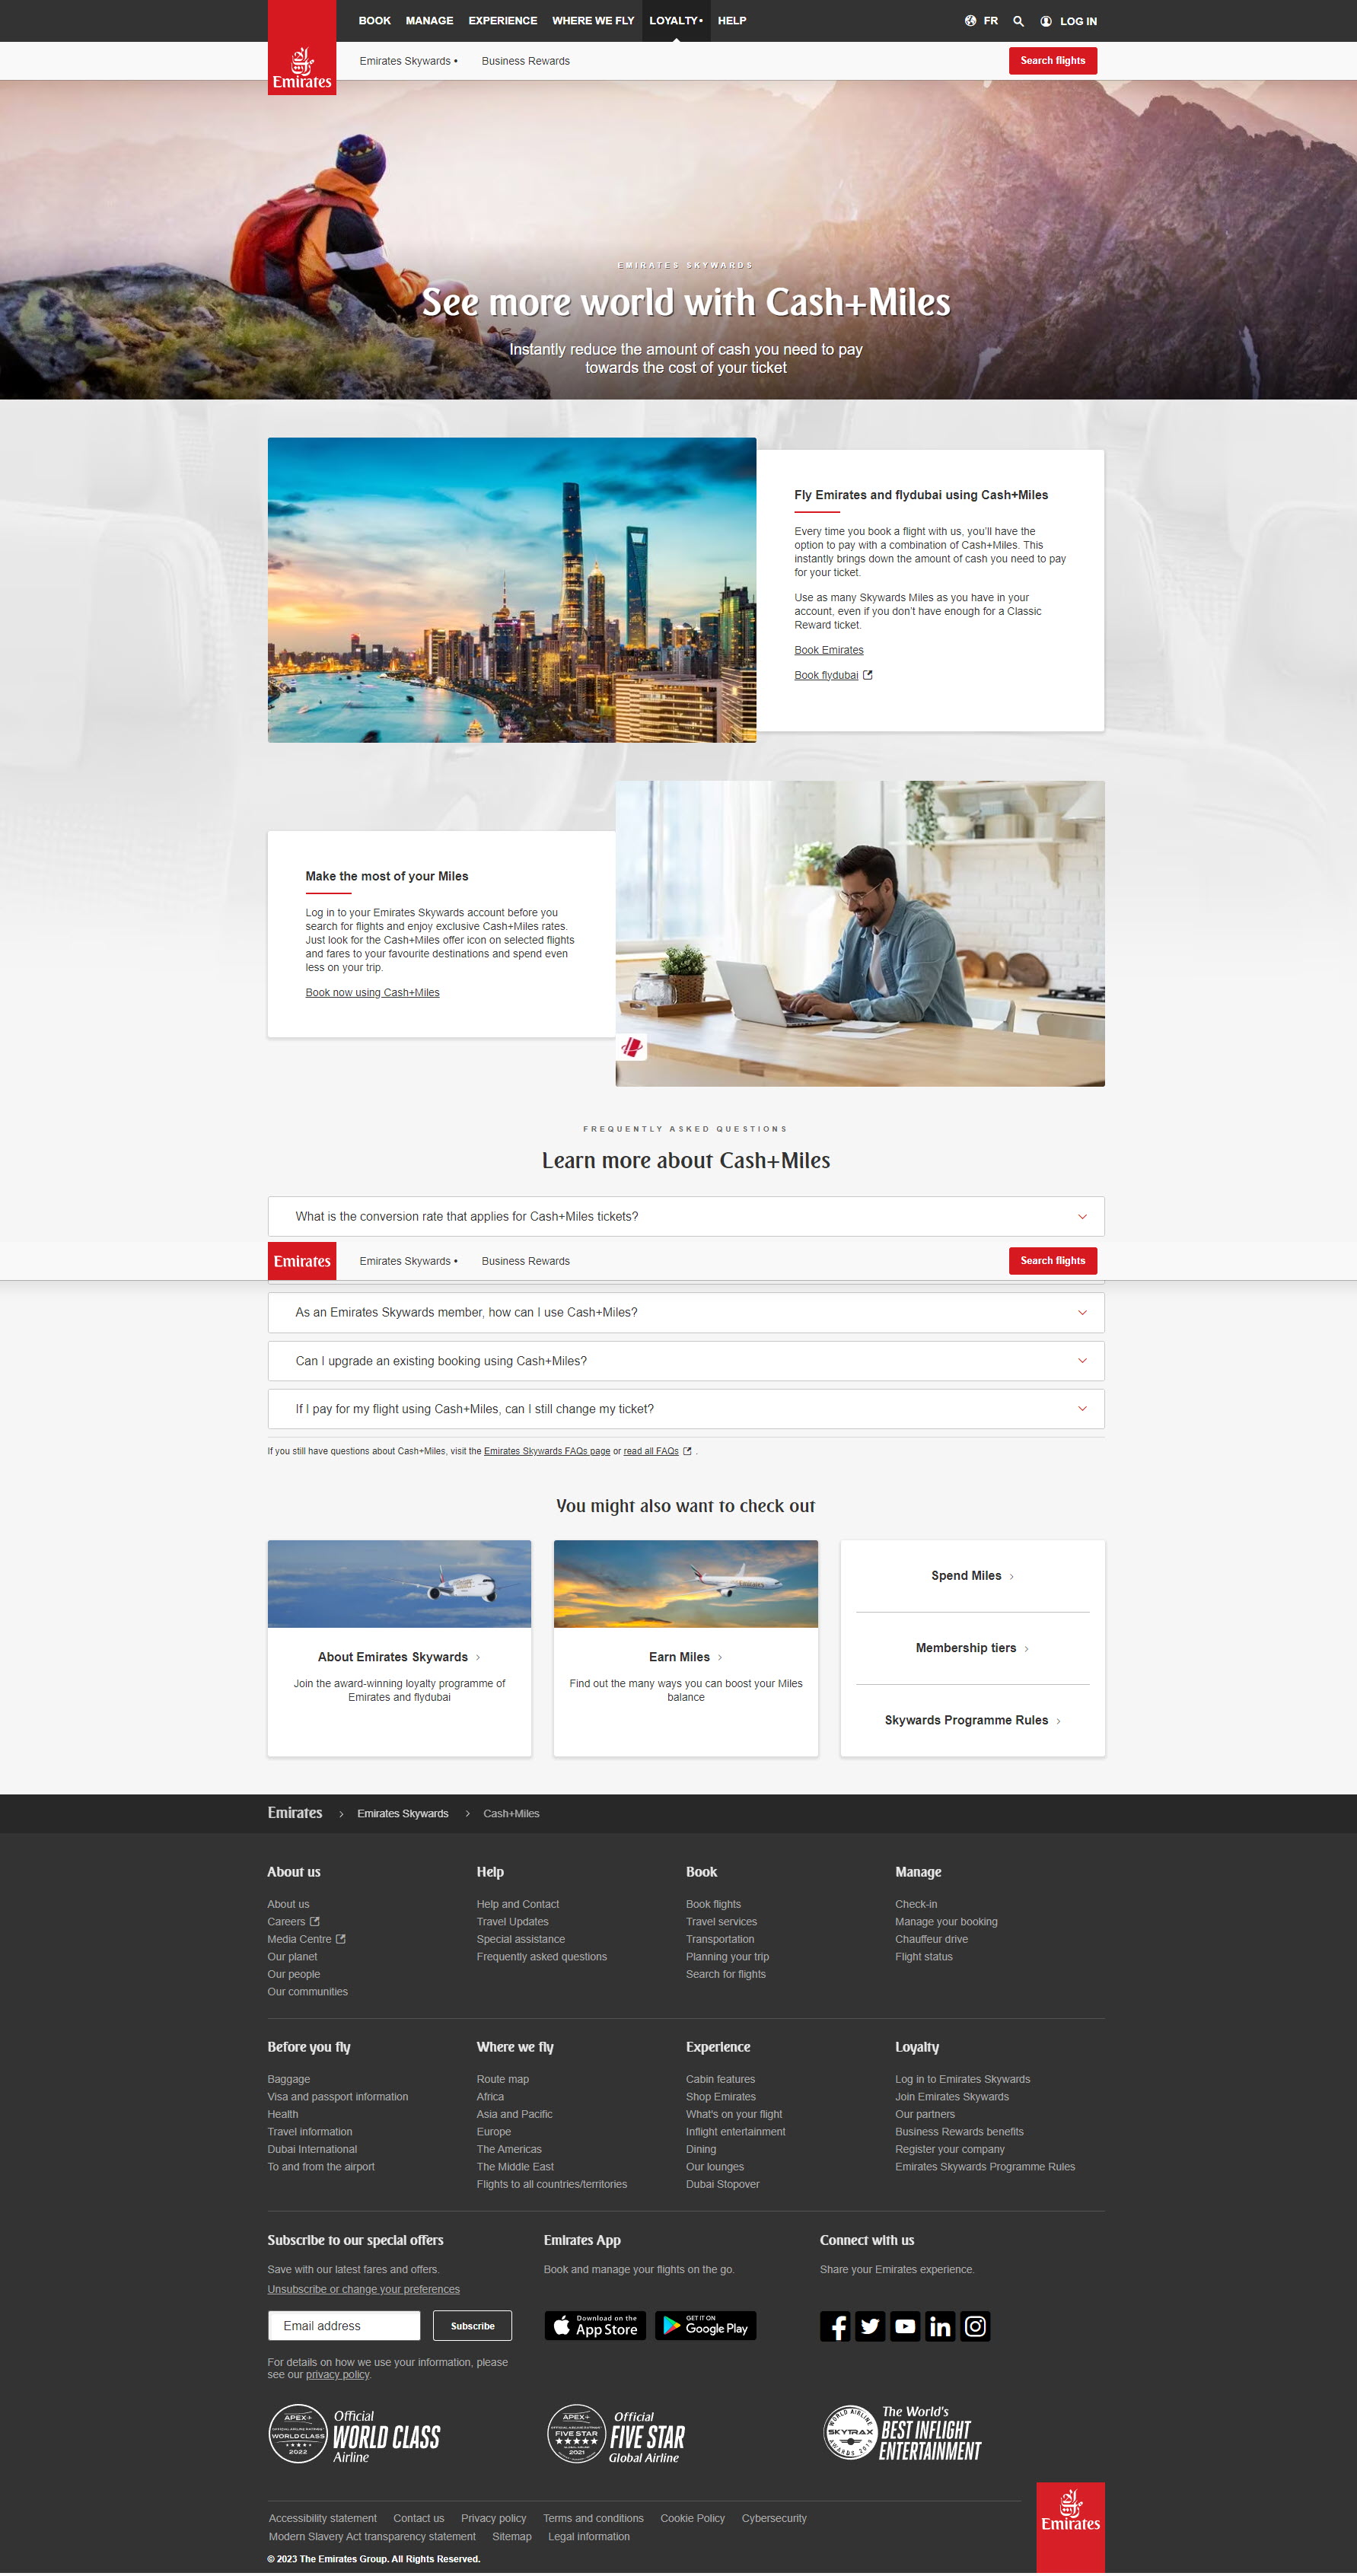 BOOK MANAGE EXPERIENCE WHERE WE FLY LOYALTY• HELP FR LOG IN
Emirates
Emirates Skywards • Business Rewards Search flights
EMIRATES SKYWARDS
See more world with Cash+Miles
Instantly reduce the amount of cash you need to pay
towards the cost of your ticket
Fly Emirates and flydubai using Cash+Miles
Every time you book a flight with us, you'll have the
option to pay with a combination of Cash+Miles. This
instantly brings down the amount of cash you need to pay
for your ticket.
Use as many Skywards Miles as you have in your
account, even if you don't have enough for a Classic
Reward ticket.
Book Emirates
Book flydubai
Make the most of your Miles
Log in to your Emirates Skywards account before you
search for flights and enjoy exclusive Cash+Miles rates.
Just look for the Cash+Miles offer icon on selected flights
and fares to your favourite destinations and spend even
less on your trip.
Book now using Cash+Miles
FREQUENTLY ASKED QUESTIONS
Learn more about Cash+Miles
What is the conversion rate that applies for Cash+Miles tickets?
Emirates Emirates Skywards • Business Rewards Search flights
As an Emirates Skywards member, how can I use Cash+Miles?
Can I upgrade an existing booking using Cash+Miles?
If I pay for my flight using Cash+Miles, can I still change my ticket?
If you still have questions about Cash+Miles, visit the Emirates Skywards FAQs page or read all FAQs .
You might also want to check out
About Emirates Skywards
Join the award-winning loyalty programme of
Emirates and flydubai
Earn Miles
Find out the many ways you can boost your Miles
balance
Spend Miles
Membership tiers
Skywards Programme Rules
Emirates Emirates Skywards Cash+Miles
About us
About us
Careers
Media Centre
Our planet
Our people
Our communities
Help
Help and Contact
Travel Updates
Special assistance
Frequently asked questions
Book
Book flights
Travel services
Transportation
Planning your trip
Search for flights
Manage
Check-in
Manage your booking
Chauffeur drive
Flight status
Before you fly
Baggage
Visa and passport information
Health
Travel information
Dubai International
To and from the airport
Where we fly
Route map
Africa
Asia and Pacific
Europe
The Americas
The Middle East
Flights to all countries/territories
Experience
Cabin features
Shop Emirates
What's on your flight
Inflight entertainment
Dining
Our lounges
Dubai Stopover
Loyalty
Log in to Emirates Skywards
Join Emirates Skywards
Our partners
Business Rewards benefits
Register your company
Emirates Skywards Programme Rules
Subscribe to our special offers
Save with our latest fares and offers.
Unsubscribe or change your preferences
Email address Subscribe
For details on how we use your information, please
see our privacy policy.
Emirates App
Book and manage your flights on the go.
Download on the
App Store
GET IT ON
Google Play
Connect with us
Share your Emirates experience.
APEX
WORLD CLASS
2022
Official
WORLD CLASS
Airline
APEX
FIVE STAR
2021
Official
FIVE STAR
Global Airline
WORLD AIRLINE
SKYTRAX
AWARDS
The World's
BEST INFLIGHT
ENTERTAINMENT
Accessibility statement Contact us Privacy policy Terms and conditions Cookie Policy Cybersecurity
Modern Slavery Act transparency statement Sitemap Legal information
© 2023 The Emirates Group. All Rights Reserved.
Emirates